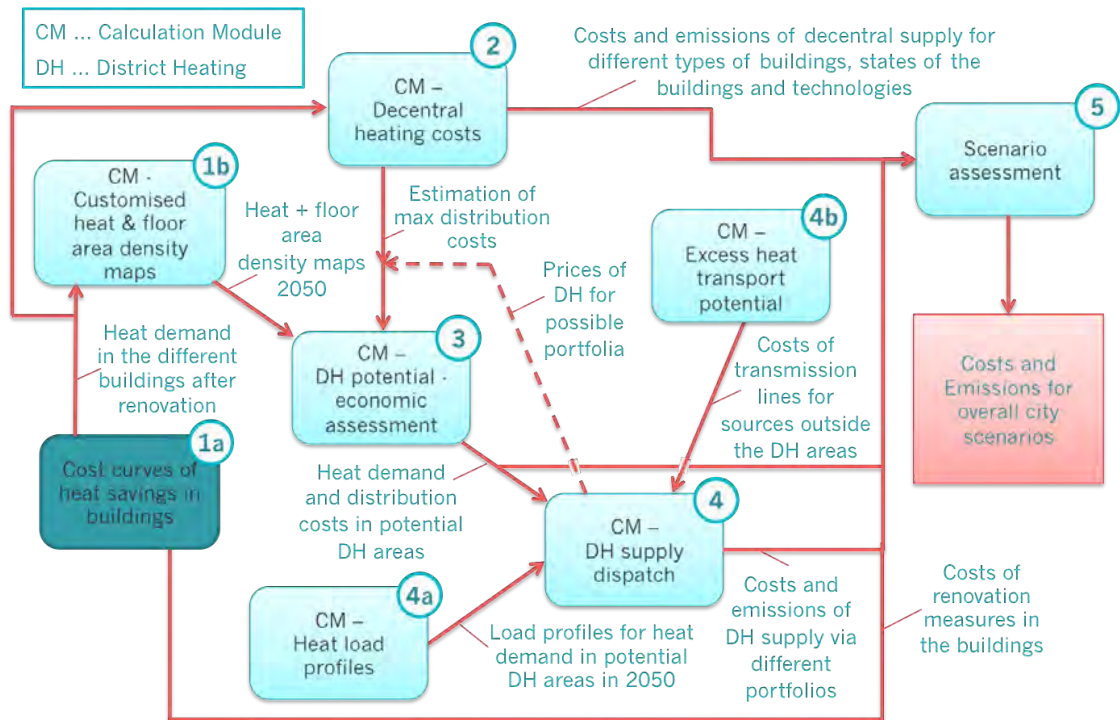 CM ... Calculation Module
DH ... District Heating
2
CM –
Decentral
heating costs
Costs and emissions of decentral supply for
different types of buildings, states of the
buildings and technologies
5
Scenario
assessment
1b
CM -
Customised
heat & floor
area density
maps
Heat + floor
area
density maps
2050
Estimation of
max distribution
costs
4b
CM –
Excess heat
transport
potential
Prices of
DH for
possible
portfolia
3
CM –
DH potential -
economic
assessment
Heat demand
in the different
buildings after
renovation
Costs of
transmission
lines for
sources outside
the DH areas
Costs and
Emissions for
overall city
scenarios
1a
Cost curves of
heat savings in
buildings
Heat demand
and distribution
costs in potential
DH areas
4
CM –
DH supply
dispatch
4a
CM –
Heat load
profiles
Load profiles for heat
demand in potential
DH areas in 2050
Costs and
emissions of
DH supply via
different
portfolios
Costs of
renovation
measures in
the buildings